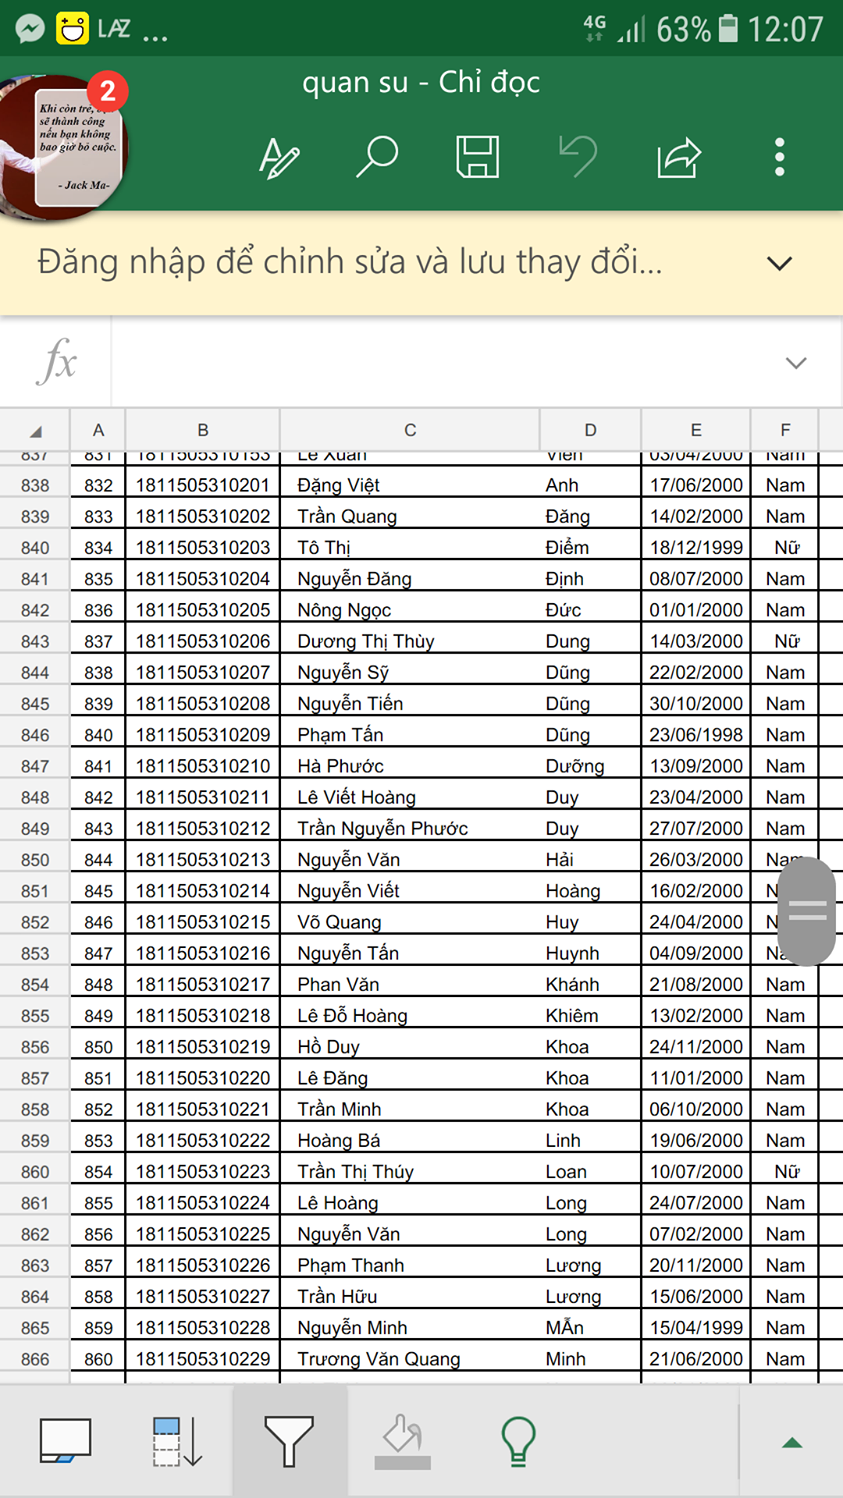 LAZ ... 4G 63% 12:07
quan su - Chỉ đọc
2
Khi còn trẻ,
sẽ thành công
nếu bạn không
bao giờ bỏ cuộc.
- Jack Ma-
Đăng nhập để chỉnh sửa và lưu thay đổi...
fx
A B C D E F
837 831 1811505310153 Lê Xuân Viên 03/04/2000 Nam
838 832 1811505310201 Đặng Việt Anh 17/06/2000 Nam
839 833 1811505310202 Trần Quang Đăng 14/02/2000 Nam
840 834 1811505310203 Tô Thị Điểm 18/12/1999 Nữ
841 835 1811505310204 Nguyễn Đăng Định 08/07/2000 Nam
842 836 1811505310205 Nông Ngọc Đức 01/01/2000 Nam
843 837 1811505310206 Dương Thị Thùy Dung 14/03/2000 Nữ
844 838 1811505310207 Nguyễn Sỹ Dũng 22/02/2000 Nam
845 839 1811505310208 Nguyễn Tiến Dũng 30/10/2000 Nam
846 840 1811505310209 Phạm Tấn Dũng 23/06/1998 Nam
847 841 1811505310210 Hà Phước Dưỡng 13/09/2000 Nam
848 842 1811505310211 Lê Viết Hoàng Duy 23/04/2000 Nam
849 843 1811505310212 Trần Nguyễn Phước Duy 27/07/2000 Nam
850 844 1811505310213 Nguyễn Văn Hải 26/03/2000 Nam
851 845 1811505310214 Nguyễn Viết Hoàng 16/02/2000 N
852 846 1811505310215 Võ Quang Huy 24/04/2000 N
853 847 1811505310216 Nguyễn Tấn Huynh 04/09/2000 Na
854 848 1811505310217 Phan Văn Khánh 21/08/2000 Nam
855 849 1811505310218 Lê Đỗ Hoàng Khiêm 13/02/2000 Nam
856 850 1811505310219 Hồ Duy Khoa 24/11/2000 Nam
857 851 1811505310220 Lê Đăng Khoa 11/01/2000 Nam
858 852 1811505310221 Trần Minh Khoa 06/10/2000 Nam
859 853 1811505310222 Hoàng Bá Linh 19/06/2000 Nam
860 854 1811505310223 Trần Thị Thúy Loan 10/07/2000 Nữ
861 855 1811505310224 Lê Hoàng Long 24/07/2000 Nam
862 856 1811505310225 Nguyễn Văn Long 07/02/2000 Nam
863 857 1811505310226 Phạm Thanh Lương 20/11/2000 Nam
864 858 1811505310227 Trần Hữu Lương 15/06/2000 Nam
865 859 1811505310228 Nguyễn Minh MẪn 15/04/1999 Nam
866 860 1811505310229 Trương Văn Quang Minh 21/06/2000 Nam